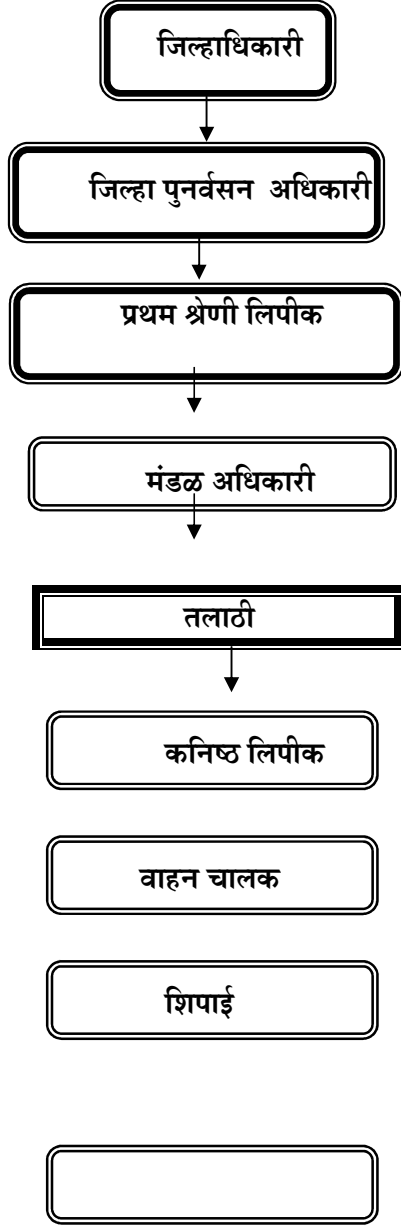 जिल्हाधिकारी
जिल्हा पुनर्वसन अधिकारी
प्रथम श्रेणी लिपीक
मंडळ अधिकारी
तलाठी
कनिष्ठ लिपीक
वाहन चालक
शिपाई